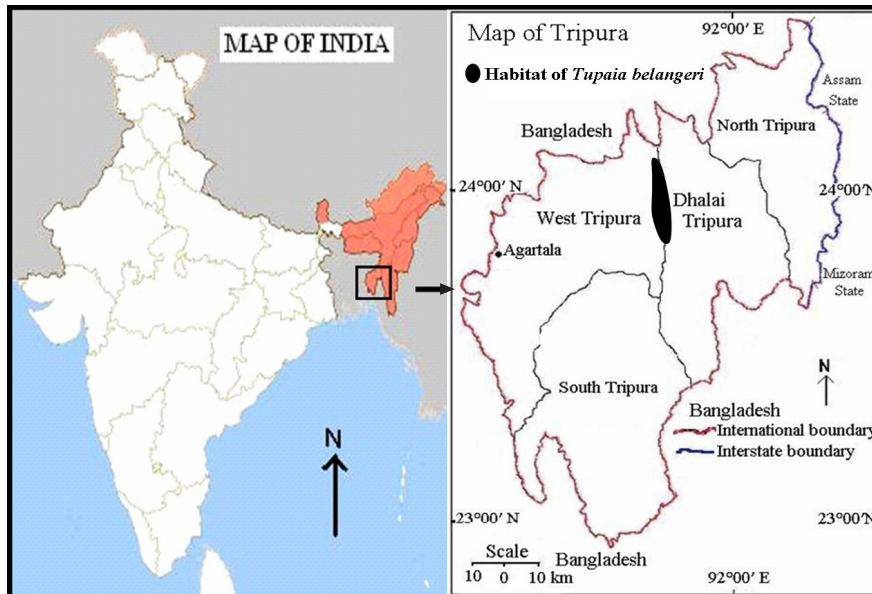 MAP OF INDIA
N
Map of Tripura
Habitat of Tupaia belangeri
92°00' E
Assam
State
Bangladesh
North Tripura
24°00' N
24°00' N
West Tripura
Dhalai
Tripura
Agartala
Mizoram
State
N
South Tripura
Bangladesh
International boundary
Interstate boundary
23°00' N
23°00' N
Scale
10 0 10 km
Bangladesh
92°00' E